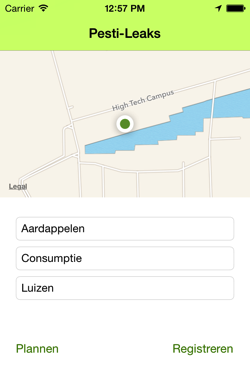 Carrier 12:57 PM
Pesti-Leaks
High Tech Campus
Legal
Aardappelen
Consumptie
Luizen
Plannen Registreren